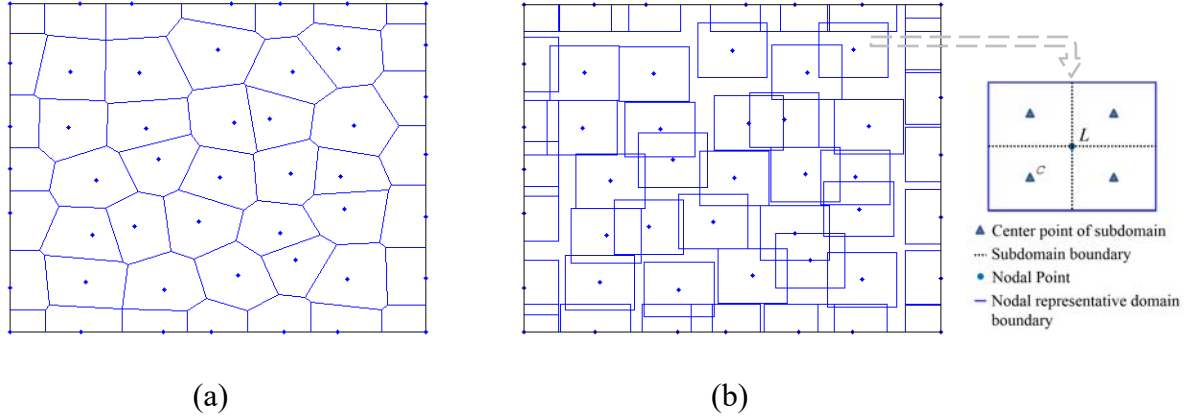 L
C
Center point of subdomain
Subdomain boundary
Nodal Point
Nodal representative domain
boundary
(a)
(b)